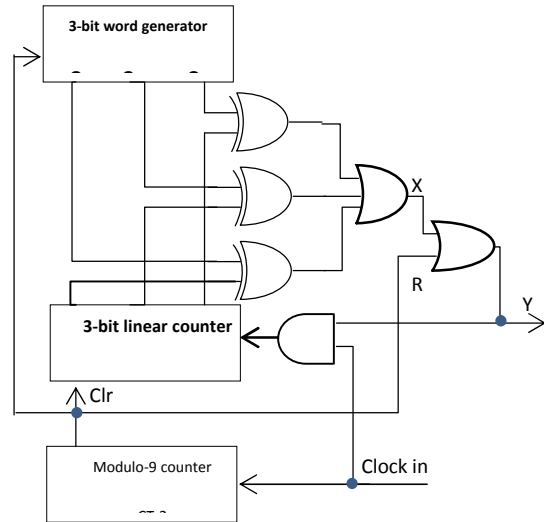 3-bit word generator
X
R
Y
3-bit linear counter
Clr
Modulo-9 counter
Clock in